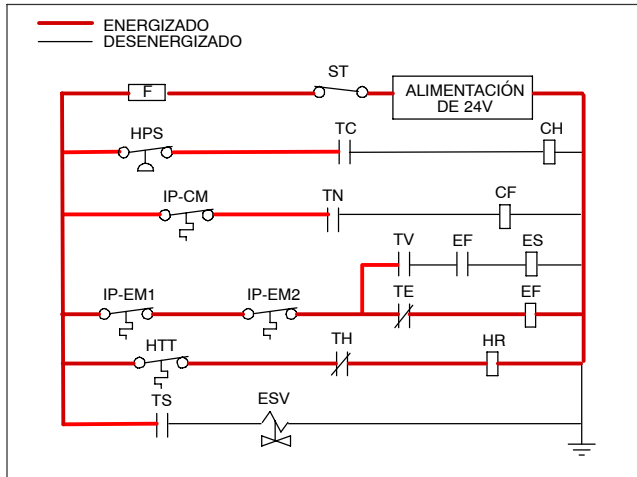 ENERGIZADO
DESENERGIZADO
ST
F
ALIMENTACIÓN
DE 24V
HPS
TC
CH
IP-CM
TN
CF
TV
EF
ES
IP-EM1
IP-EM2
TE
EF
HTT
TH
HR
TS
ESV